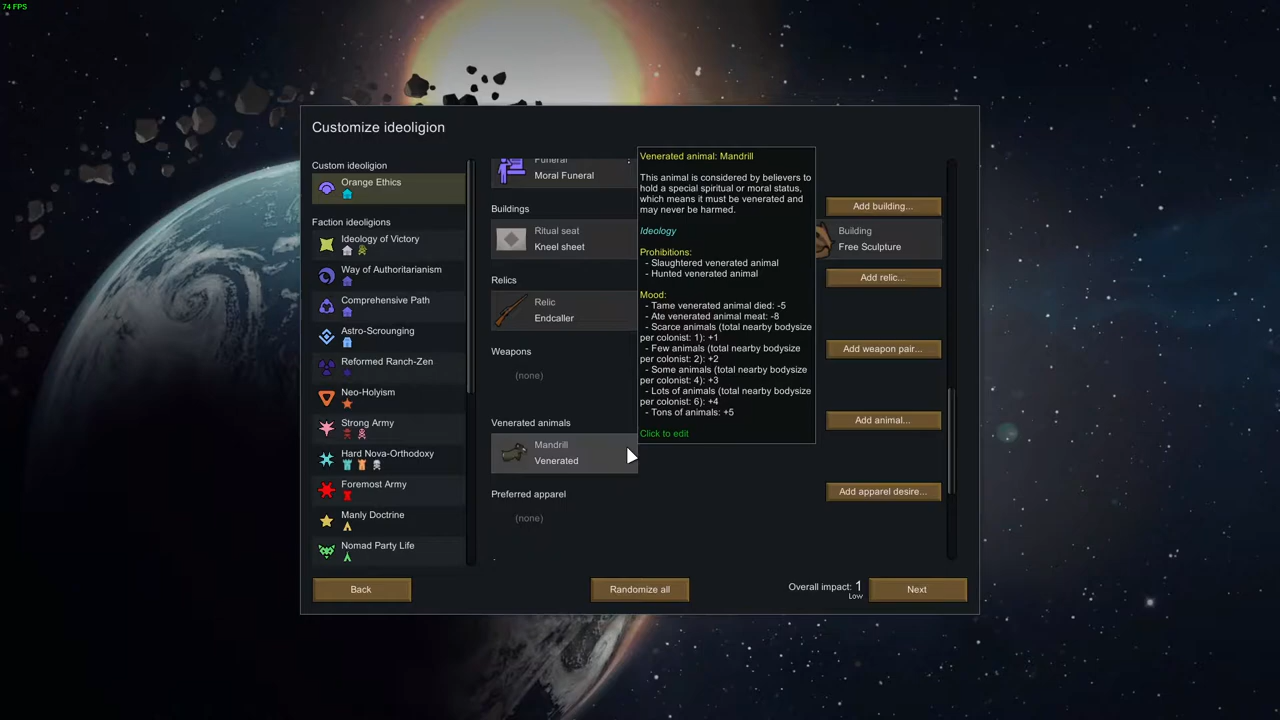 74 FPS
Customize ideoligion
Custom ideoligion
Orange Ethics
Faction ideoligions
Ideology of Victory
Way of Authoritarianism
Comprehensive Path
Astro-Scrounging
Reformed Ranch-Zen
Neo-Holyism
Strong Army
Hard Nova-Orthodoxy
Foremost Army
Manly Doctrine
Nomad Party Life
Funeral
Moral Funeral
Buildings
Ritual seat
Kneel sheet
Relics
Relic
Endcaller
Weapons
(none)
Venerated animals
Mandrill
Venerated
Preferred apparel
(none)
Venerated animal: Mandrill
This animal is considered by believers to
hold a special spiritual or moral status,
which means it must be venerated and
may never be harmed.
Ideology
Prohibitions:
- Slaughtered venerated animal
- Hunted venerated animal
Mood:
- Tame venerated animal died: -5
- Ate venerated animal meat: -8
- Scarce animals (total nearby bodysize
per colonist: 1): +1
- Few animals (total nearby bodysize
per colonist: 2): +2
- Some animals (total nearby bodysize
per colonist: 4): +3
- Lots of animals (total nearby bodysize
per colonist: 6): +4
- Tons of animals: +5
Click to edit
Add building...
Building
Free Sculpture
Add relic...
Add weapon pair...
Add animal...
Add apparel desire...
Back
Randomize all
Overall impact: 1
Low
Next